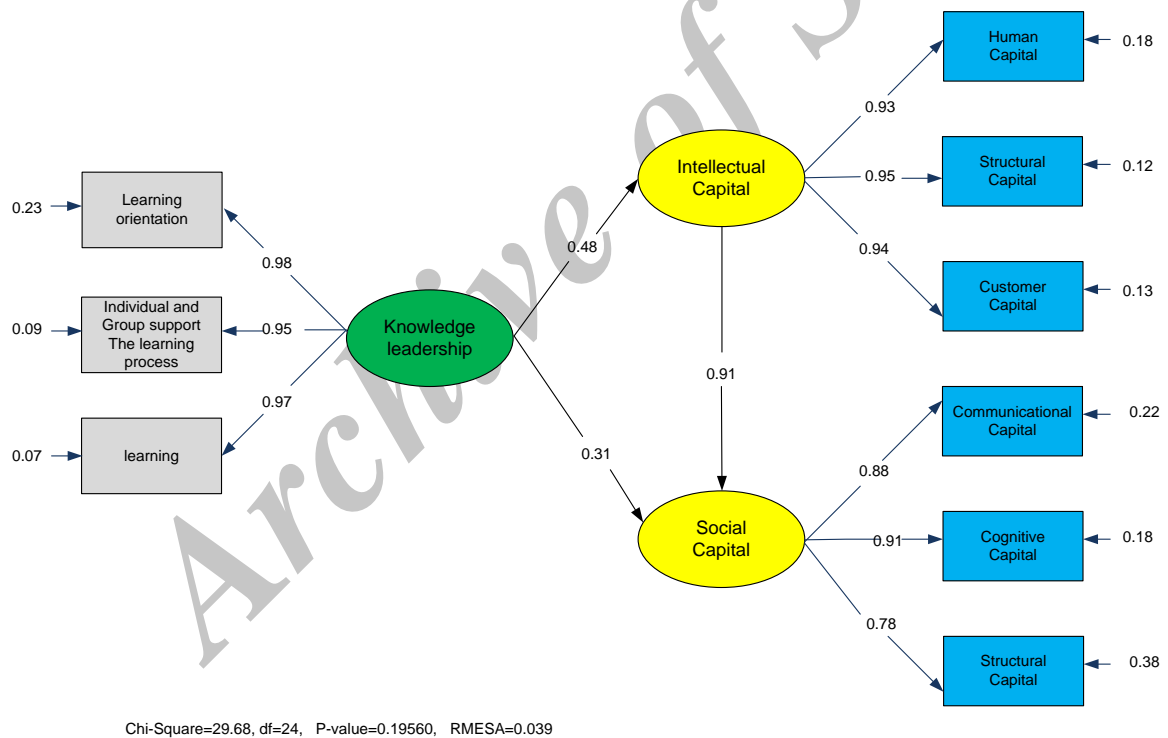 Human
Capital
0.18
0.93
Intellectual
Capital
Structural
Capital
0.12
0.95
Learning
orientation
0.23
0.98
0.48
0.94
Customer
Capital
0.13
Individual and
Group support
The learning
process
0.09
0.95
Knowledge
leadership
0.91
0.97
learning
0.07
0.31
Communicational
Capital
0.22
0.88
Social
Capital
0.91
Cognitive
Capital
0.18
0.78
Structural
Capital
0.38
Archive of S
Chi-Square=29.68, df=24, P-value=0.19560, RMESA=0.039